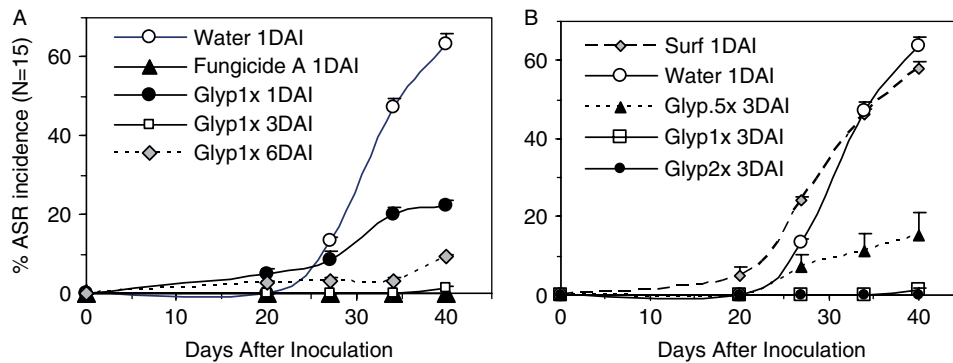 A
% ASR incidence (N=15)
60
40
20
0
Water 1DAI
Fungicide A 1DAI
Glyp1x 1DAI
Glyp1x 3DAI
Glyp1x 6DAI
0 10 20 30 40
Days After Inoculation
B
60
40
20
0
Surf 1DAI
Water 1DAI
Glyp.5x 3DAI
Glyp1x 3DAI
Glyp2x 3DAI
0 10 20 30 40
Days After Inoculation